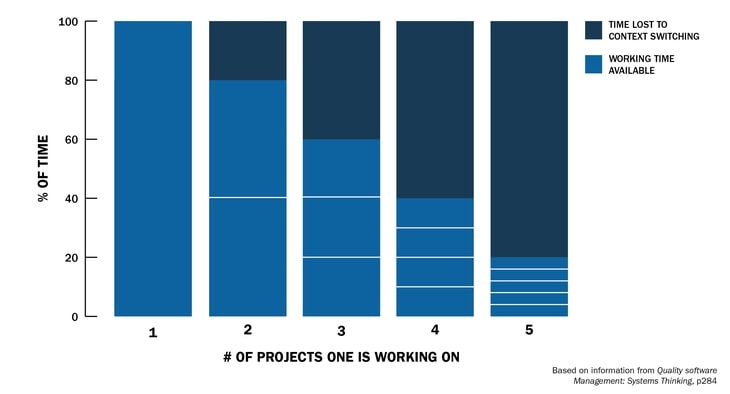 100
80
60
40
20
0
% OF TIME
1
2
3
4
5
# OF PROJECTS ONE IS WORKING ON
TIME LOST TO
CONTEXT SWITCHING
WORKING TIME
AVAILABLE
Based on information from Quality software
Management: Systems Thinking, p284